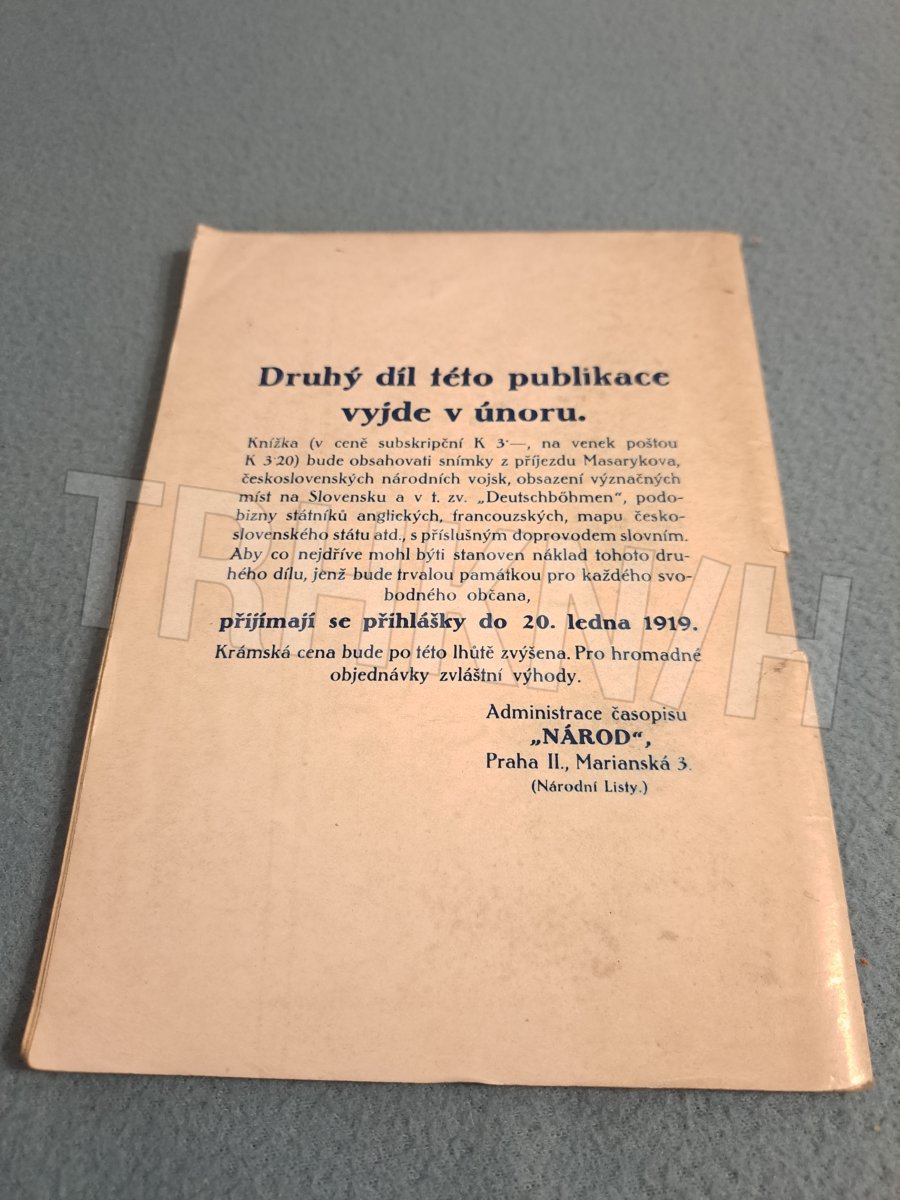 Druhý díl této publikace
vyjde v únoru.
Knížka (v ceně subskripční K 3·—, na venek poštou
K 3·20) bude obsahovati snímky z příjezdu Masarykova,
československých národních vojsk, obsazení význačných
míst na Slovensku a v t. zv. „Deutschböhmen“, podo-
bizny státníků anglických, francouzských, mapu česko-
slovenského státu atd., s příslušným doprovodem slovním.
Aby co nejdříve mohl býti stanoven náklad tohoto dru-
hého dílu, jenž bude trvalou památkou pro každého svo-
bodného občana,
přijímají se přihlášky do 20. ledna 1919.
Krámská cena bude po této lhůtě zvýšena. Pro hromadné
objednávky zvláštní výhody.
Administrace časopisu
„NÁROD“,
Praha II., Marianská 3.
(Národní Listy.)